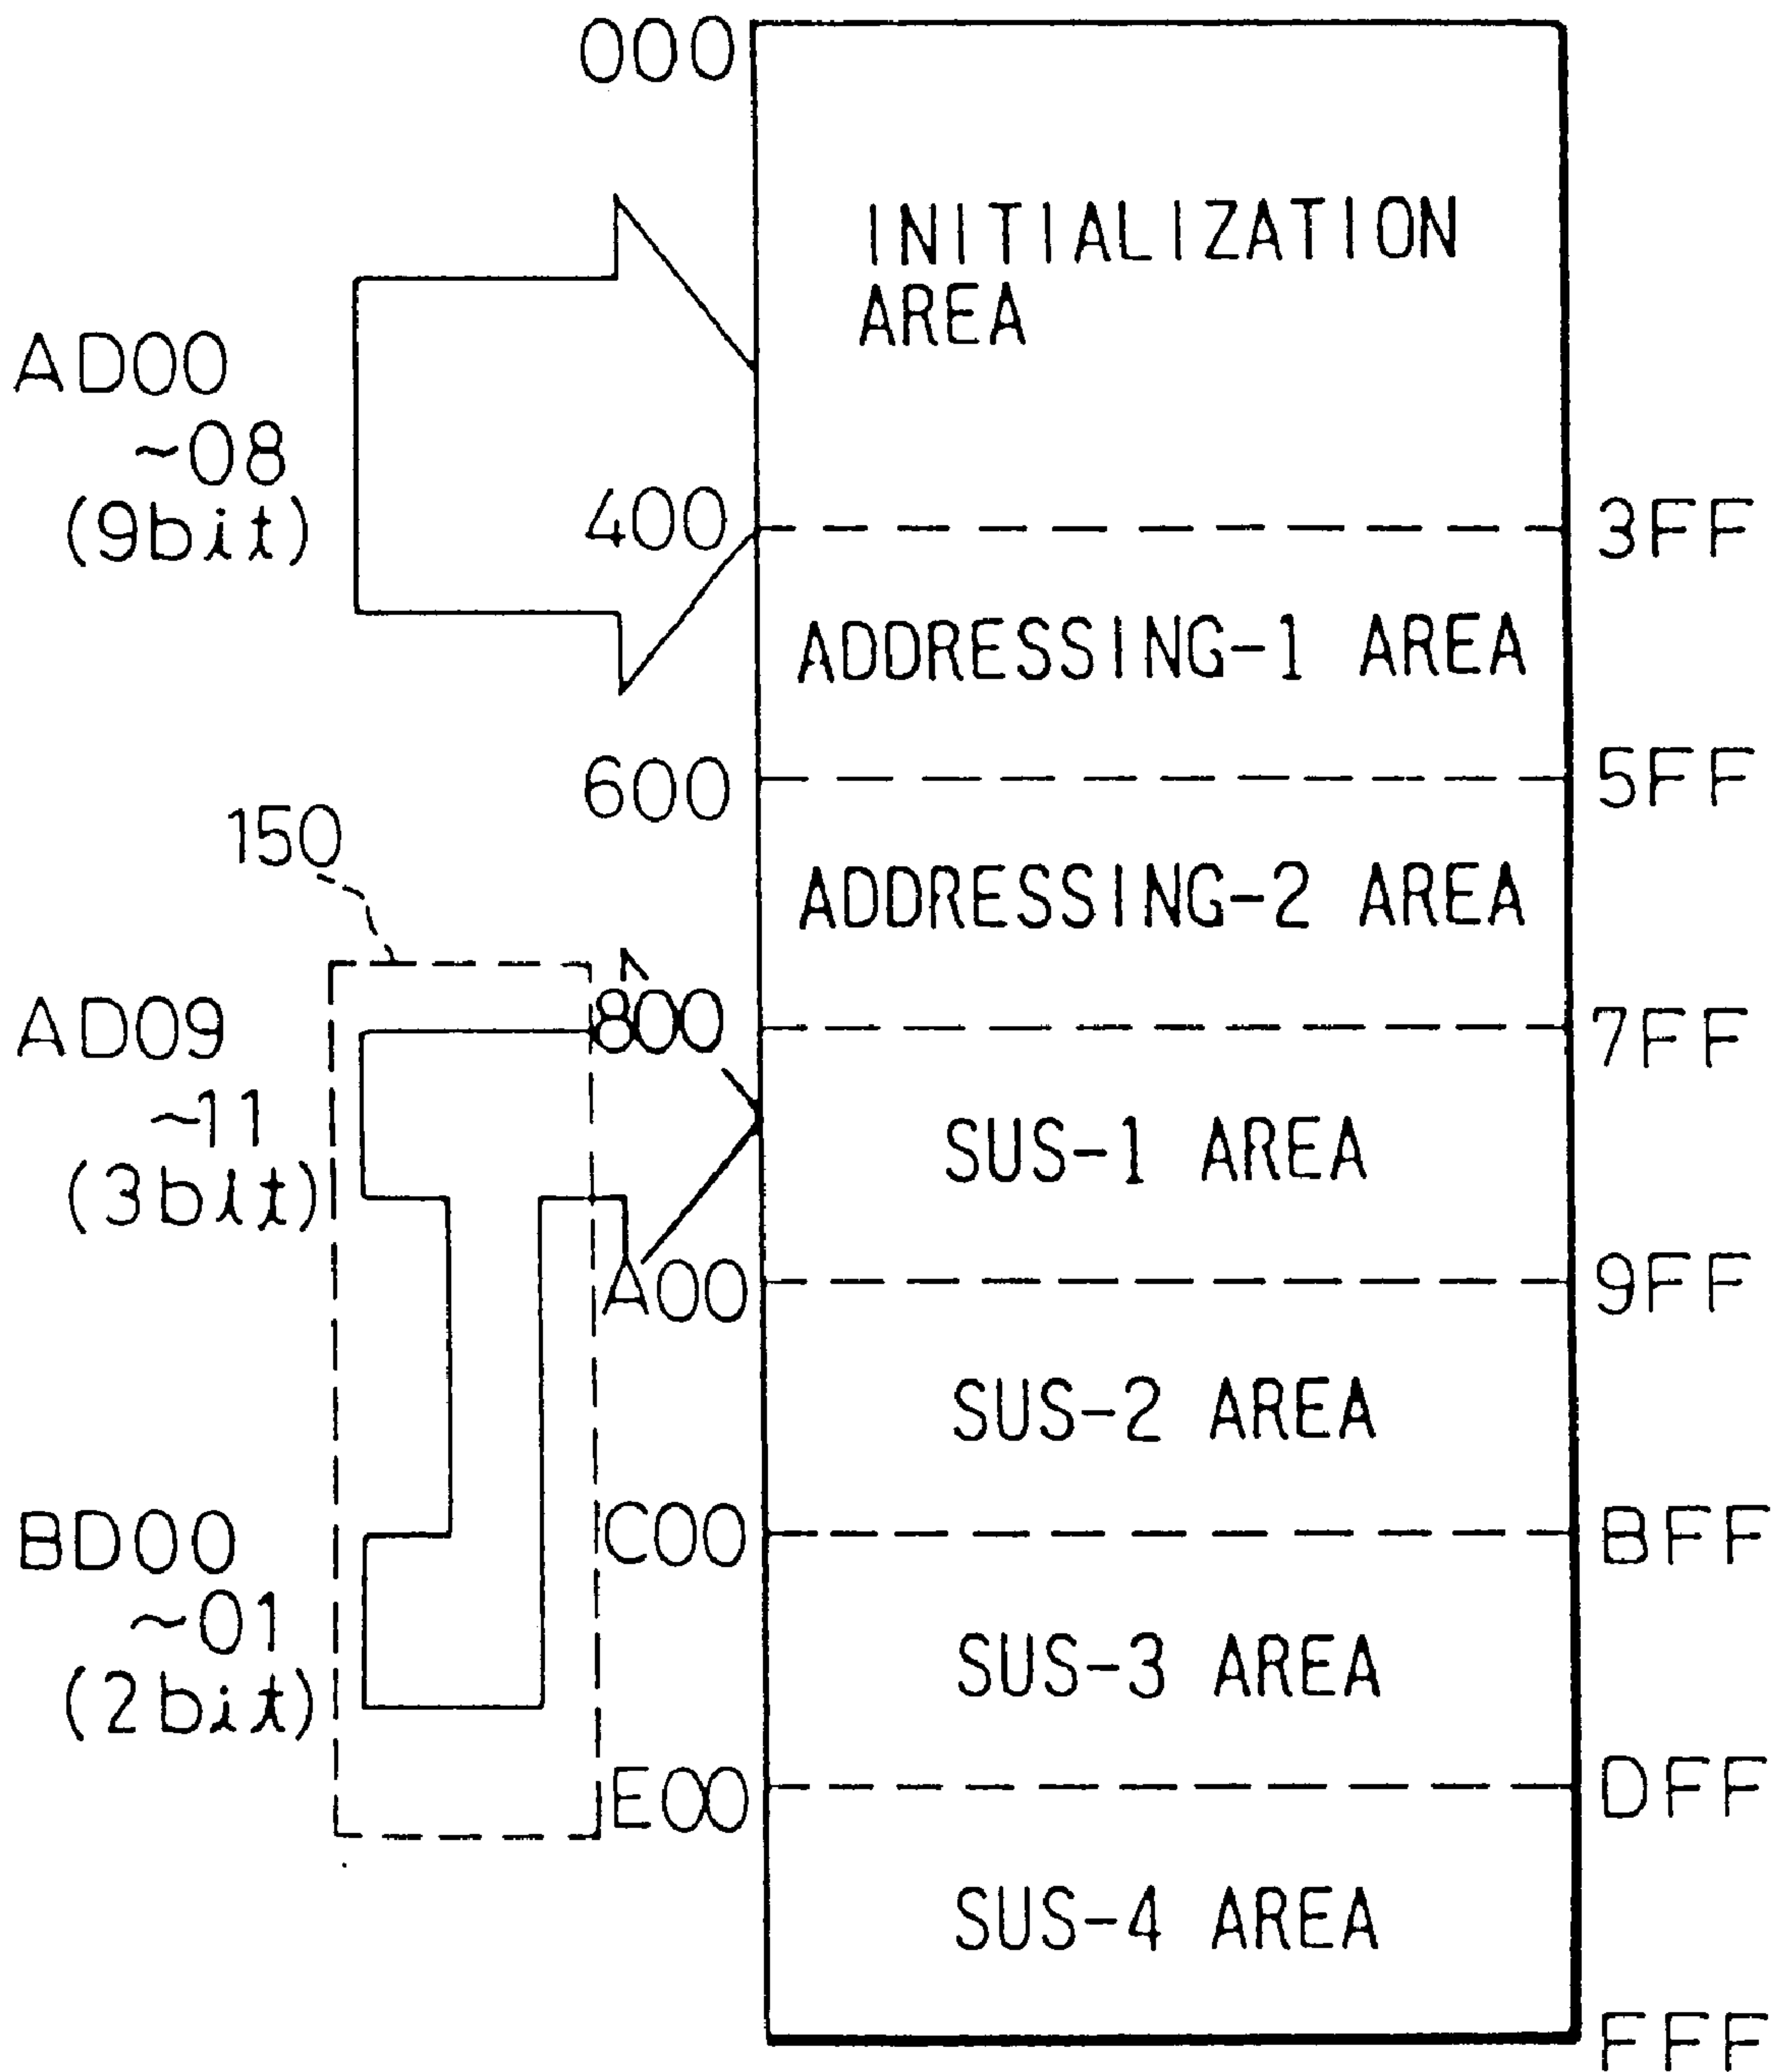 000
INITIALIZATION
AREA
AD00
~08
(9bit)
400
3FF
ADDRESSING-1 AREA
600
5FF
150
ADDRESSING-2 AREA
800
7FF
AD09
~11
(3bit)
SUS-1 AREA
A00
9FF
SUS-2 AREA
BD00
~01
(2bit)
C00
BFF
SUS-3 AREA
E00
DFF
SUS-4 AREA
FFF